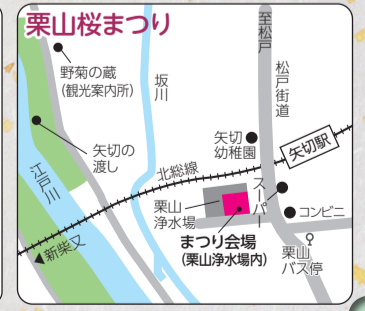 栗山桜まつり
野菊の蔵
(観光案内所)
坂川
至松戸
松戸街道
矢切の
渡し
矢切
幼稚園
矢切駅
江戸川
北総線
スーパー
栗山
浄水場
コンビニ
まつり会場
(栗山浄水場内)
栗山
バス停
新柴又